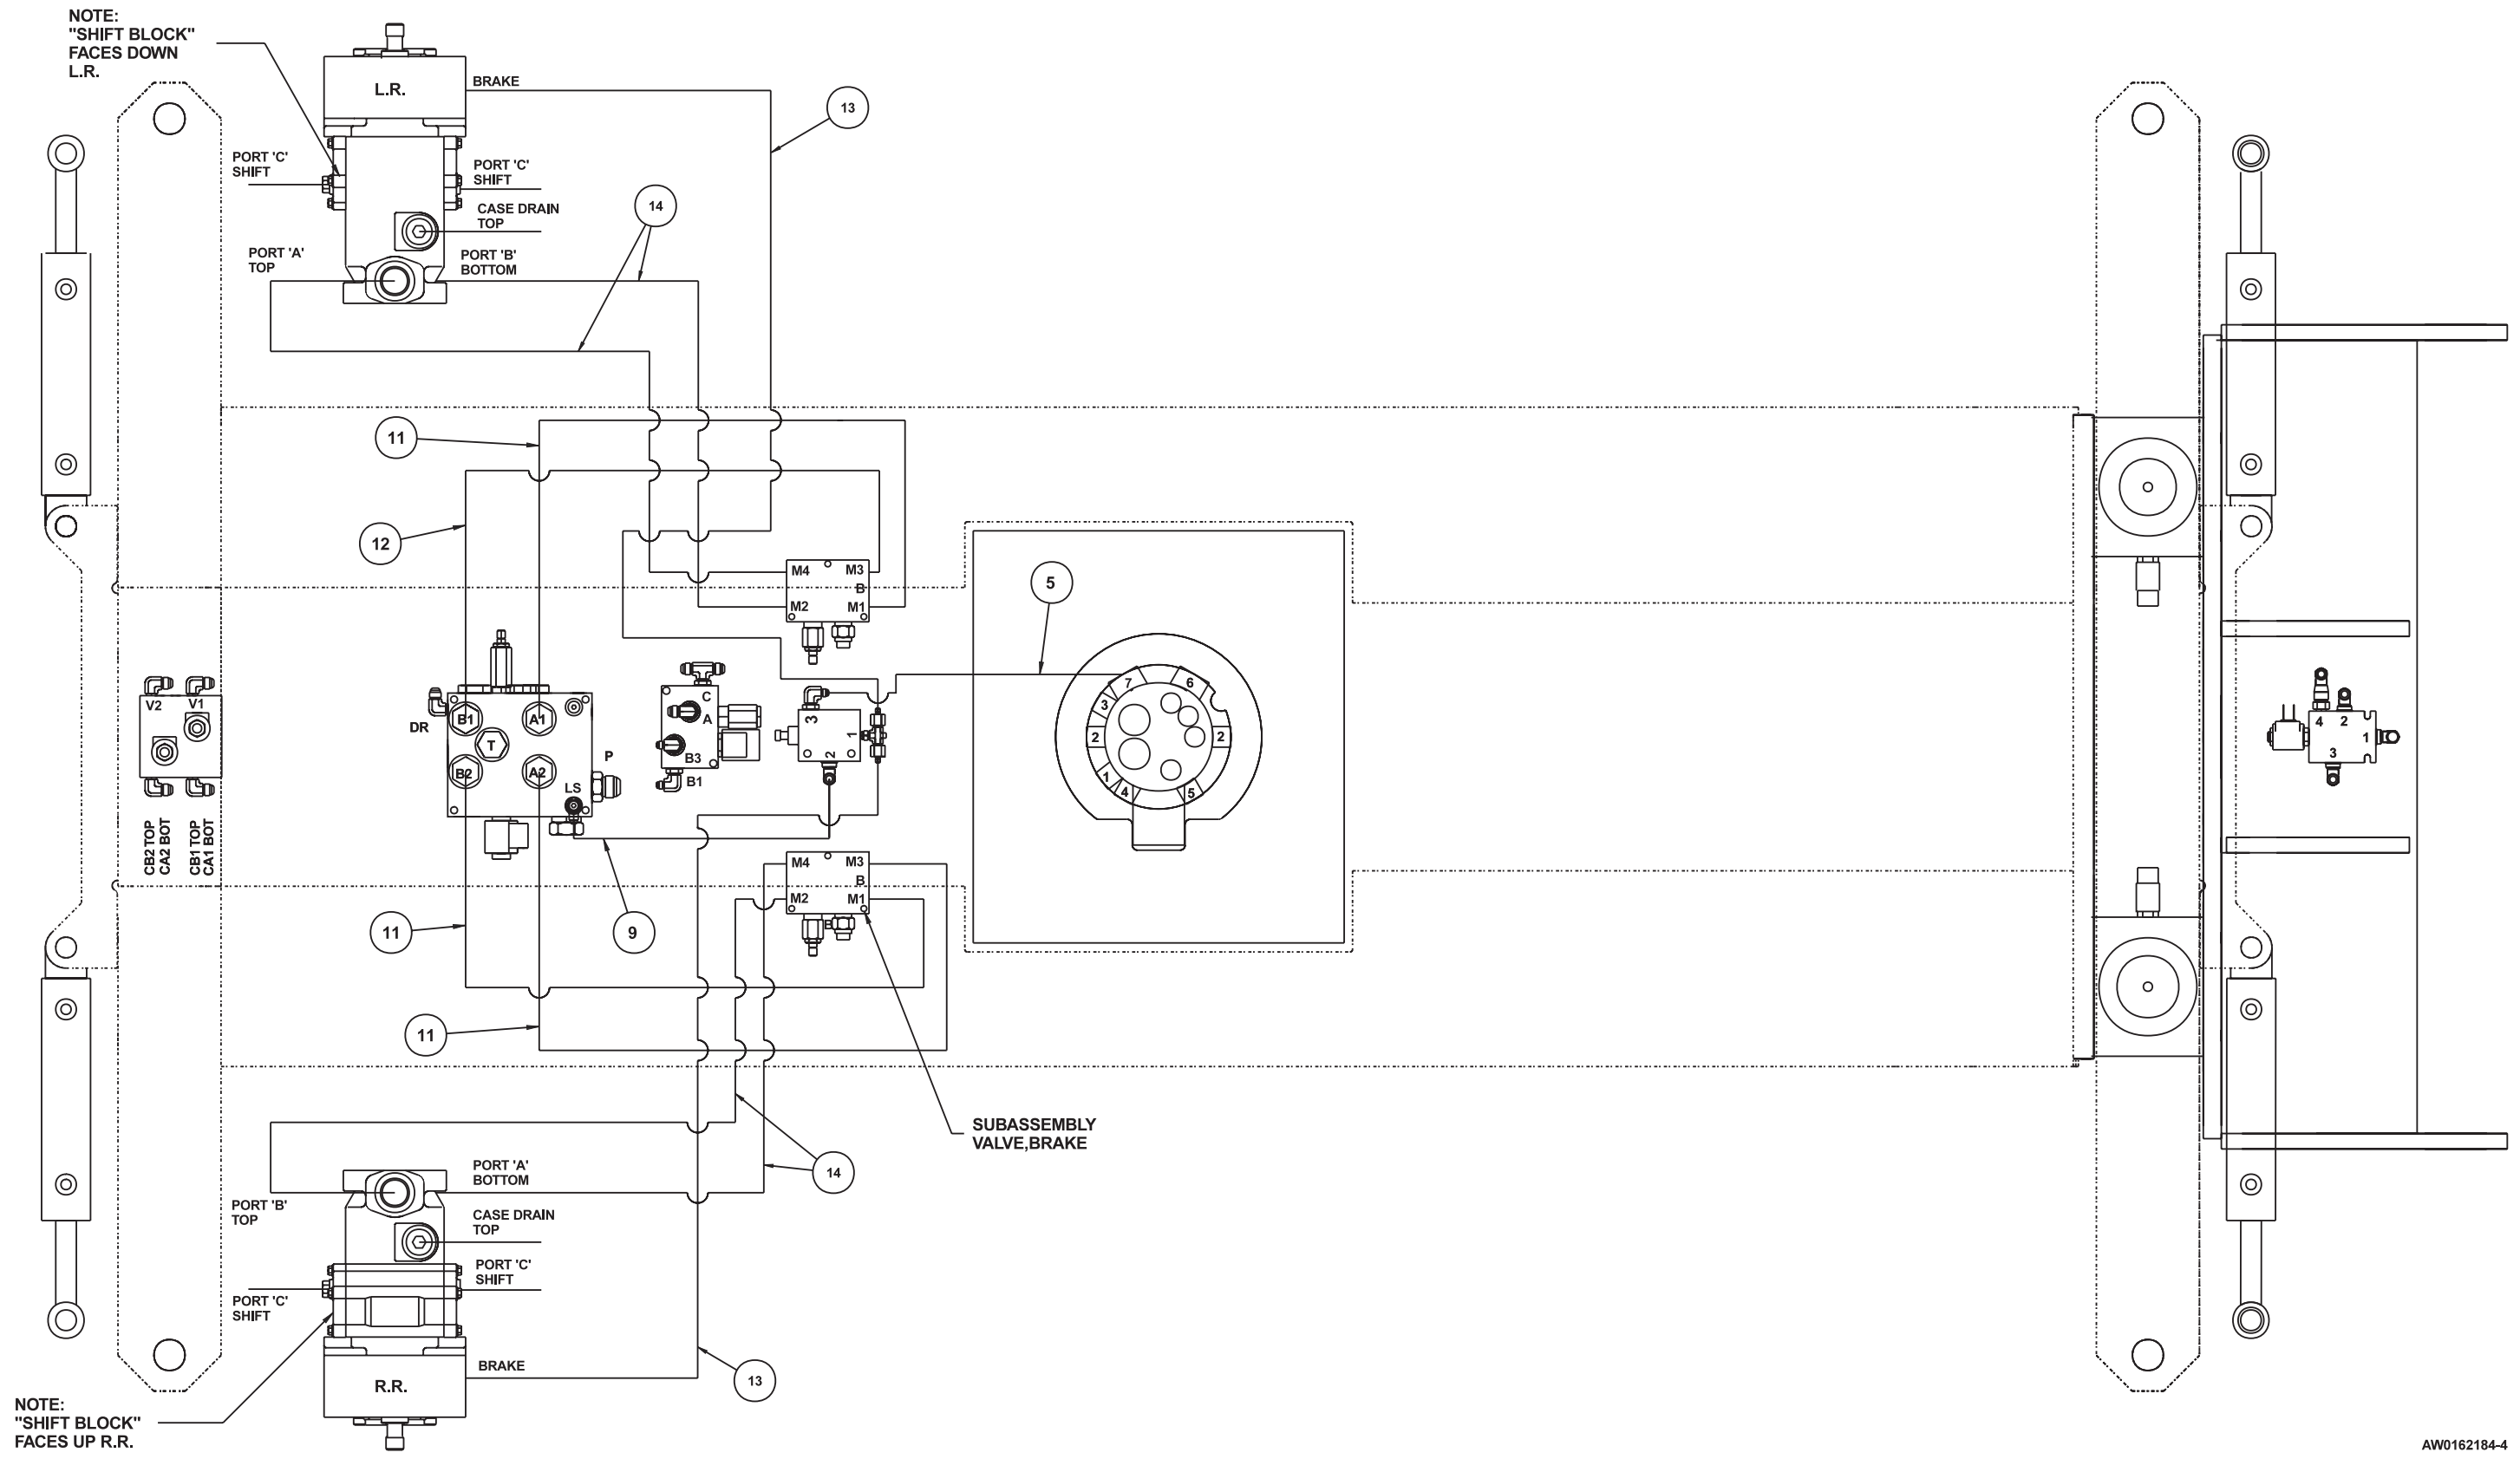 NOTE:
"SHIFT BLOCK"
FACES DOWN
L.R.
L.R.
BRAKE
13
PORT 'C'
SHIFT
PORT 'C'
SHIFT
14
CASE DRAIN
TOP
PORT 'A'
TOP
PORT 'B'
BOTTOM
11
12
M4
M3
B
M2
M1
5
7
6
3
2
2
1
4
5
V2
V1
DR
B1
A1
T
B2
A2
P
LS
C
A
B3
B1
3
1
2
4
2
1
3
CB2 TOP
CA2 BOT
CB1 TOP
CA1 BOT
M4
M3
B
M2
M1
11
9
11
SUBASSEMBLY
VALVE,BRAKE
14
PORT 'A'
BOTTOM
PORT 'B'
TOP
CASE DRAIN
TOP
PORT 'C'
SHIFT
PORT 'C'
SHIFT
BRAKE
13
R.R.
NOTE:
"SHIFT BLOCK"
FACES UP R.R.
AW0162184-4